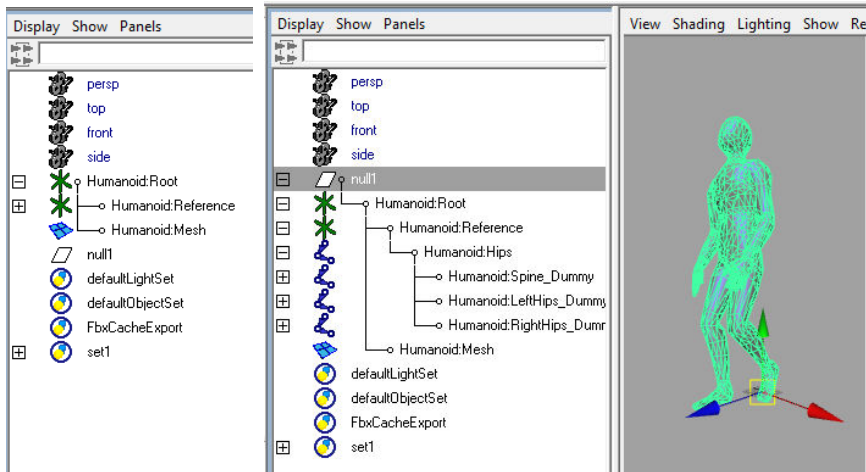 Display Show Panels
persp
top
front
side
Humanoid:Root
Humanoid:Reference
Humanoid:Mesh
null1
defaultLightSet
defaultObjectSet
FbxCacheExport
set1
Display Show Panels
persp
top
front
side
null1
Humanoid:Root
Humanoid:Reference
Humanoid:Hips
Humanoid:Spine_Dummy
Humanoid:LeftHips_Dummy
Humanoid:RightHips_Dumr
Humanoid:Mesh
defaultLightSet
defaultObjectSet
FbxCacheExport
set1
View Shading Lighting Show Re